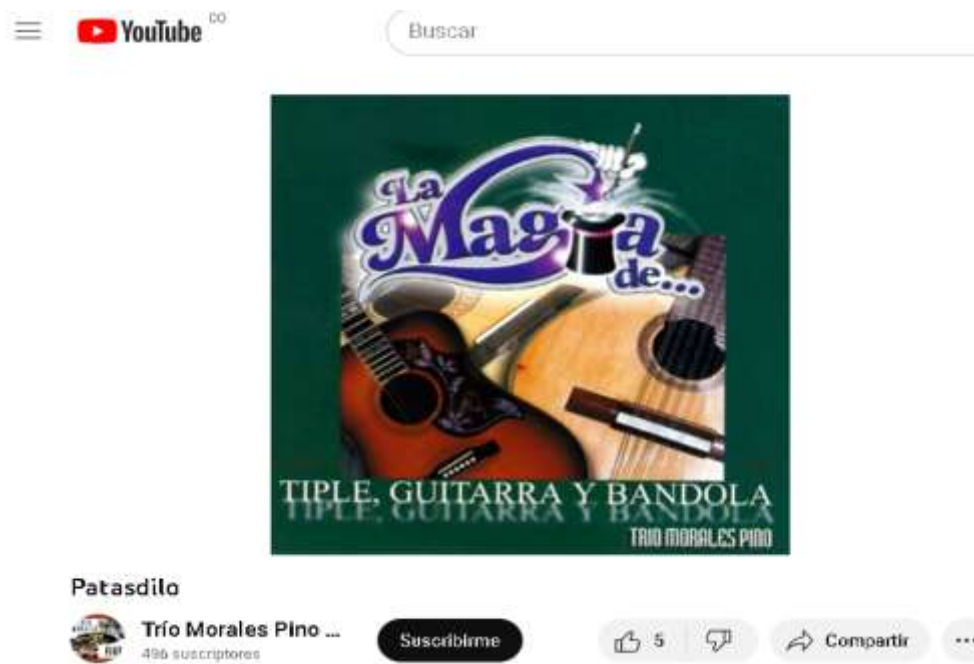 YouTube CO
Buscar
La
Magia
de...
TIPLE, GUITARRA Y BANDOLA
TRIO MORALES PINO
Patasdilo
Trío Morales Pino ...
496 suscriptores
Suscribirme
5
Compartir